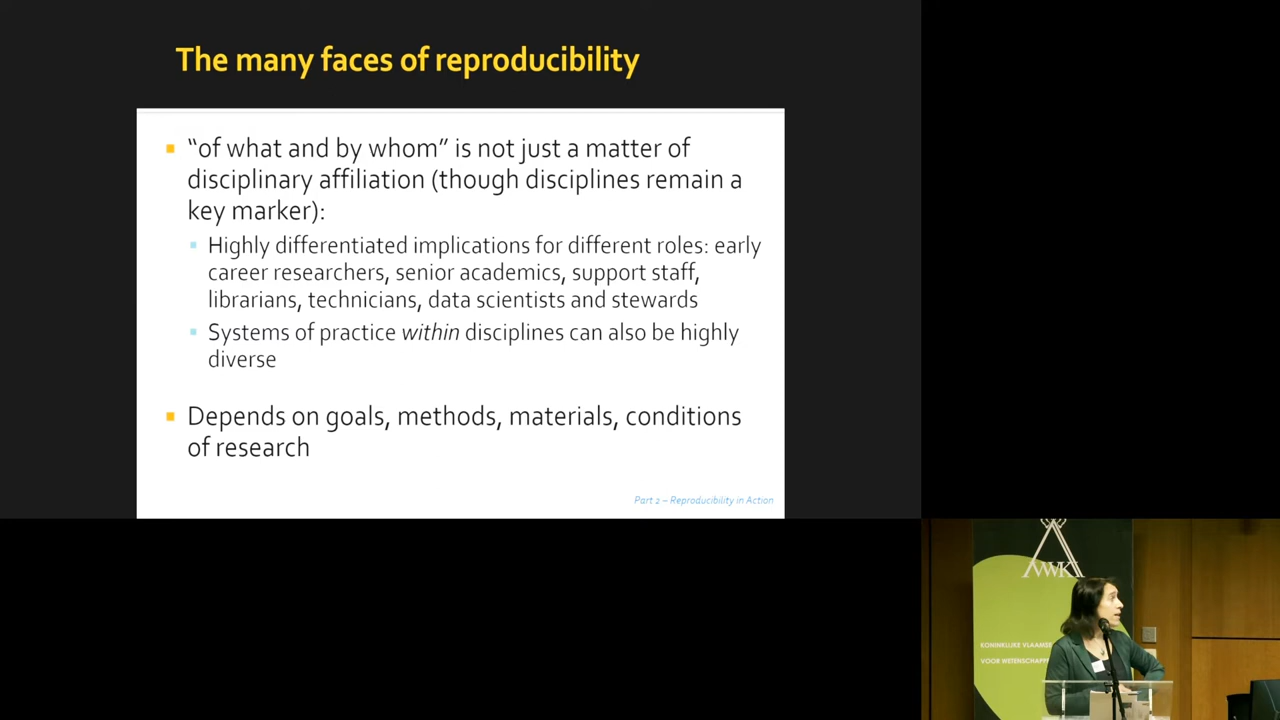 The many faces of reproducibility
“of what and by whom” is not just a matter of
disciplinary affiliation (though disciplines remain a
key marker):
Highly differentiated implications for different roles: early
career researchers, senior academics, support staff,
librarians, technicians, data scientists and stewards
Systems of practice within disciplines can also be highly
diverse
Depends on goals, methods, materials, conditions
of research
Part 2 – Reproducibility in Action
KONINKLIJKE VLAAMSE
VOOR WETENSCHAPPE